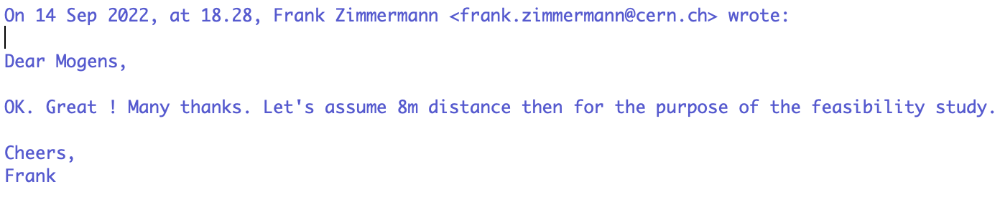 On 14 Sep 2022, at 18.28, Frank Zimmermann <frank.zimmermann@cern.ch> wrote:
Dear Mogens,
OK. Great ! Many thanks. Let's assume 8m distance then for the purpose of the feasibility study.
Cheers,
Frank